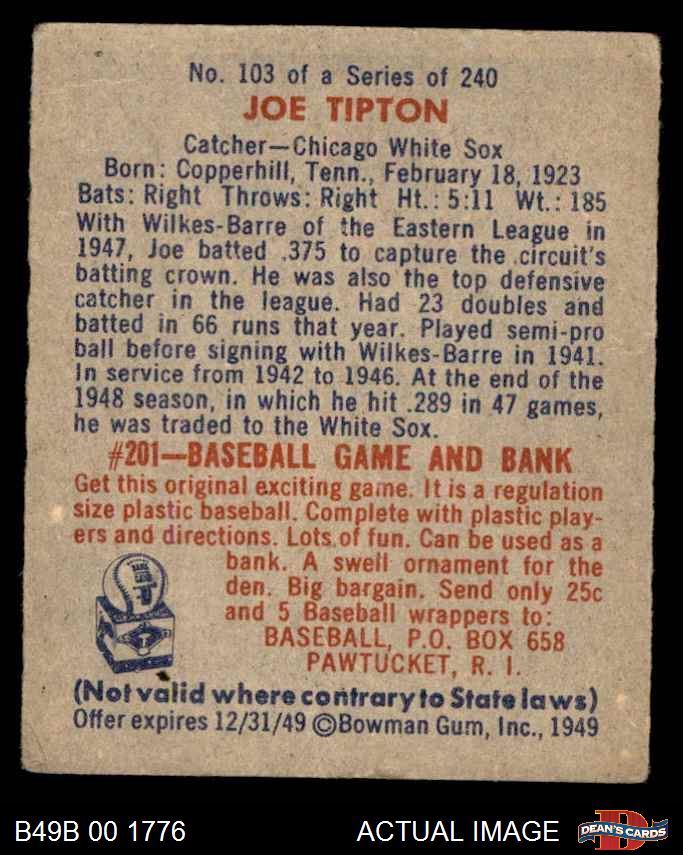 No. 103 of a Series of 240
JOE TIPTON
Catcher—Chicago White Sox
Born: Copperhill, Tenn., February 18, 1923
Bats: Right Throws: Right Ht.: 5:11 Wt.: 185
With Wilkes-Barre of the Eastern League in
1947, Joe batted .375 to capture the circuit's
batting crown. He was also the top defensive
catcher in the league. Had 23 doubles and
batted in 66 runs that year. Played semi-pro
ball before signing with Wilkes-Barre in 1941.
In service from 1942 to 1946. At the end of the
1948 season, in which he hit .289 in 47 games,
he was traded to the White Sox.
#201—BASEBALL GAME AND BANK
Get this original exciting game. It is a regulation
size plastic baseball. Complete with plastic play-
ers and directions. Lots of fun. Can be used as a
bank. A swell ornament for the
den. Big bargain. Send only 25c
and 5 Baseball wrappers to:
BASEBALL, P.O. BOX 658
PAWTUCKET, R. I.
(Not valid where contrary to State laws)
Offer expires 12/31/49 ©Bowman Gum, Inc., 1949
B49B 00 1776
ACTUAL IMAGE
DEAN'S CARDS